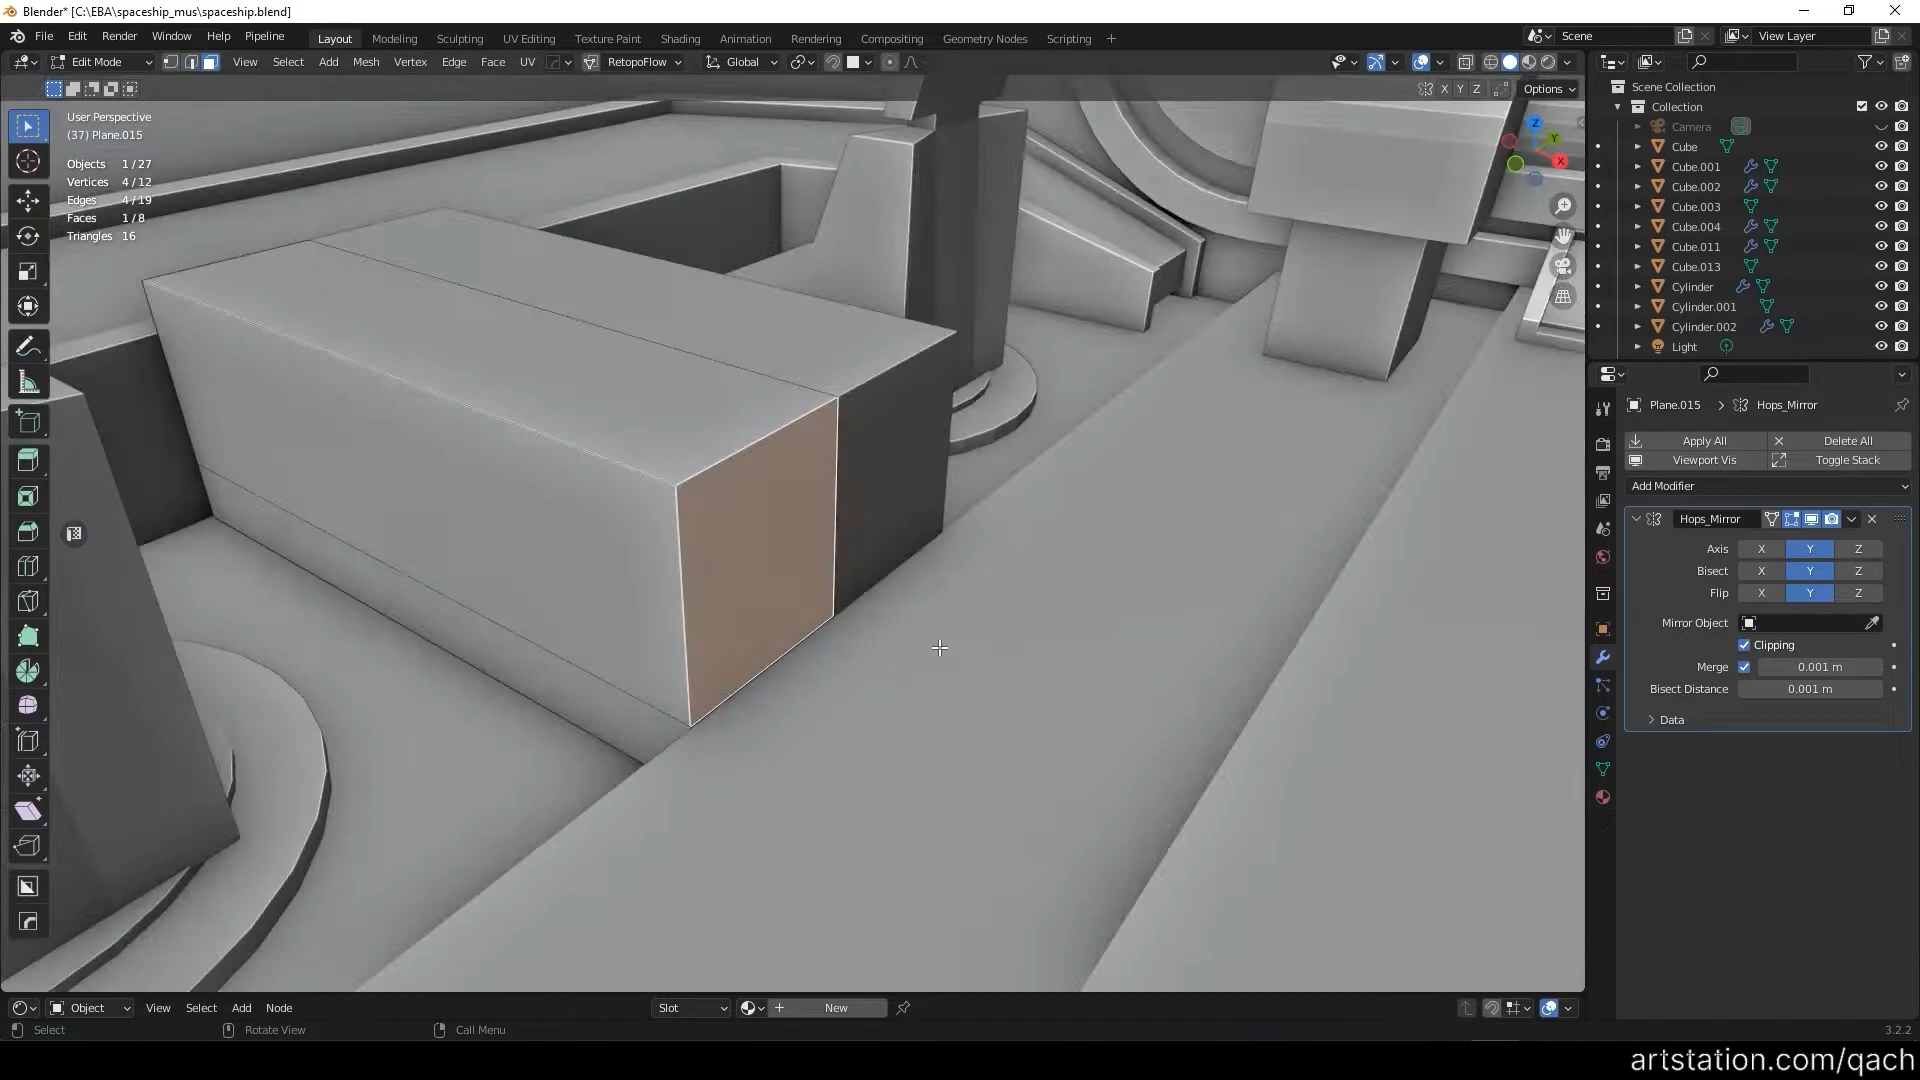 Blender* [C:\EBA\spaceship_mus\spaceship.blend]
File Edit Render Window Help Pipeline Layout Modeling Sculpting UV Editing Texture Paint Shading Animation Rendering Compositing Geometry Nodes Scripting + Scene View Layer
Edit Mode View Select Add Mesh Vertex Edge Face UV RetopoFlow Global
X Y Z Options
User Perspective
(37) Plane.015
Objects 1/27
Vertices 4/12
Edges 4/19
Faces 1/8
Triangles 16
Z
Y
X
Scene Collection
Collection
Camera
Cube
Cube.001
Cube.002
Cube.003
Cube.004
Cube.011
Cube.013
Cylinder
Cylinder.001
Cylinder.002
Light
Plane.015 > Hops_Mirror
Apply All Delete All
Viewport Vis Toggle Stack
Add Modifier
Hops_Mirror
Axis X Y Z
Bisect X Y Z
Flip X Y Z
Mirror Object
Clipping
Merge 0.001 m
Bisect Distance 0.001 m
Data
Object View Select Add Node Slot + New
Select Rotate View Call Menu 3.2.2
artstation.com/qach